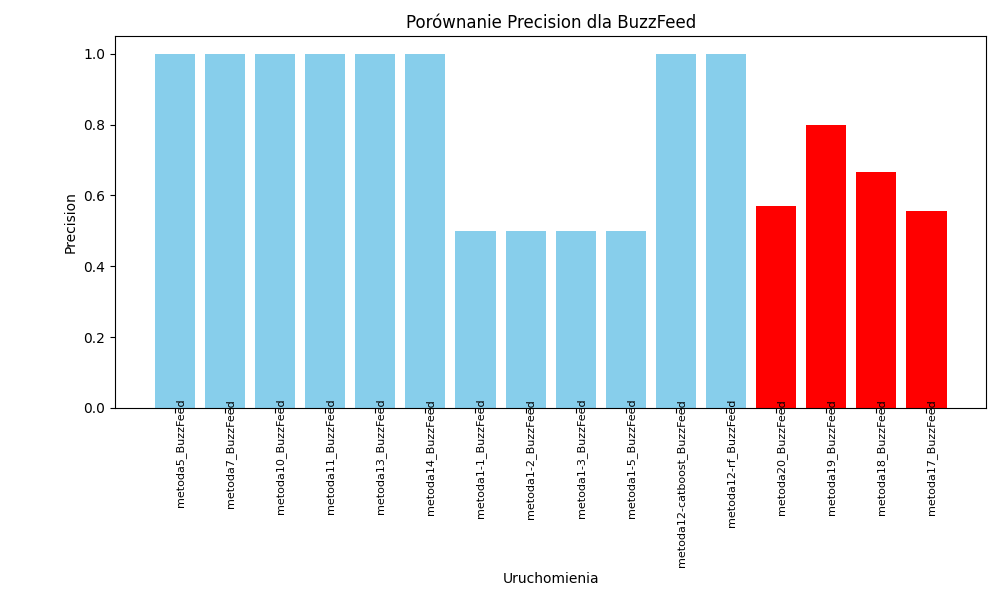 Porównanie Precision dla BuzzFeed
Precision
1.0
0.8
0.6
0.4
0.2
0.0
metoda5_BuzzFeed
metoda7_BuzzFeed
metoda10_BuzzFeed
metoda11_BuzzFeed
metoda13_BuzzFeed
metoda14_BuzzFeed
metoda1-1_BuzzFeed
metoda1-2_BuzzFeed
metoda1-3_BuzzFeed
metoda1-5_BuzzFeed
metoda12-catboost_BuzzFeed
metoda12-rf_BuzzFeed
metoda20_BuzzFeed
metoda19_BuzzFeed
metoda18_BuzzFeed
metoda17_BuzzFeed
Uruchomienia